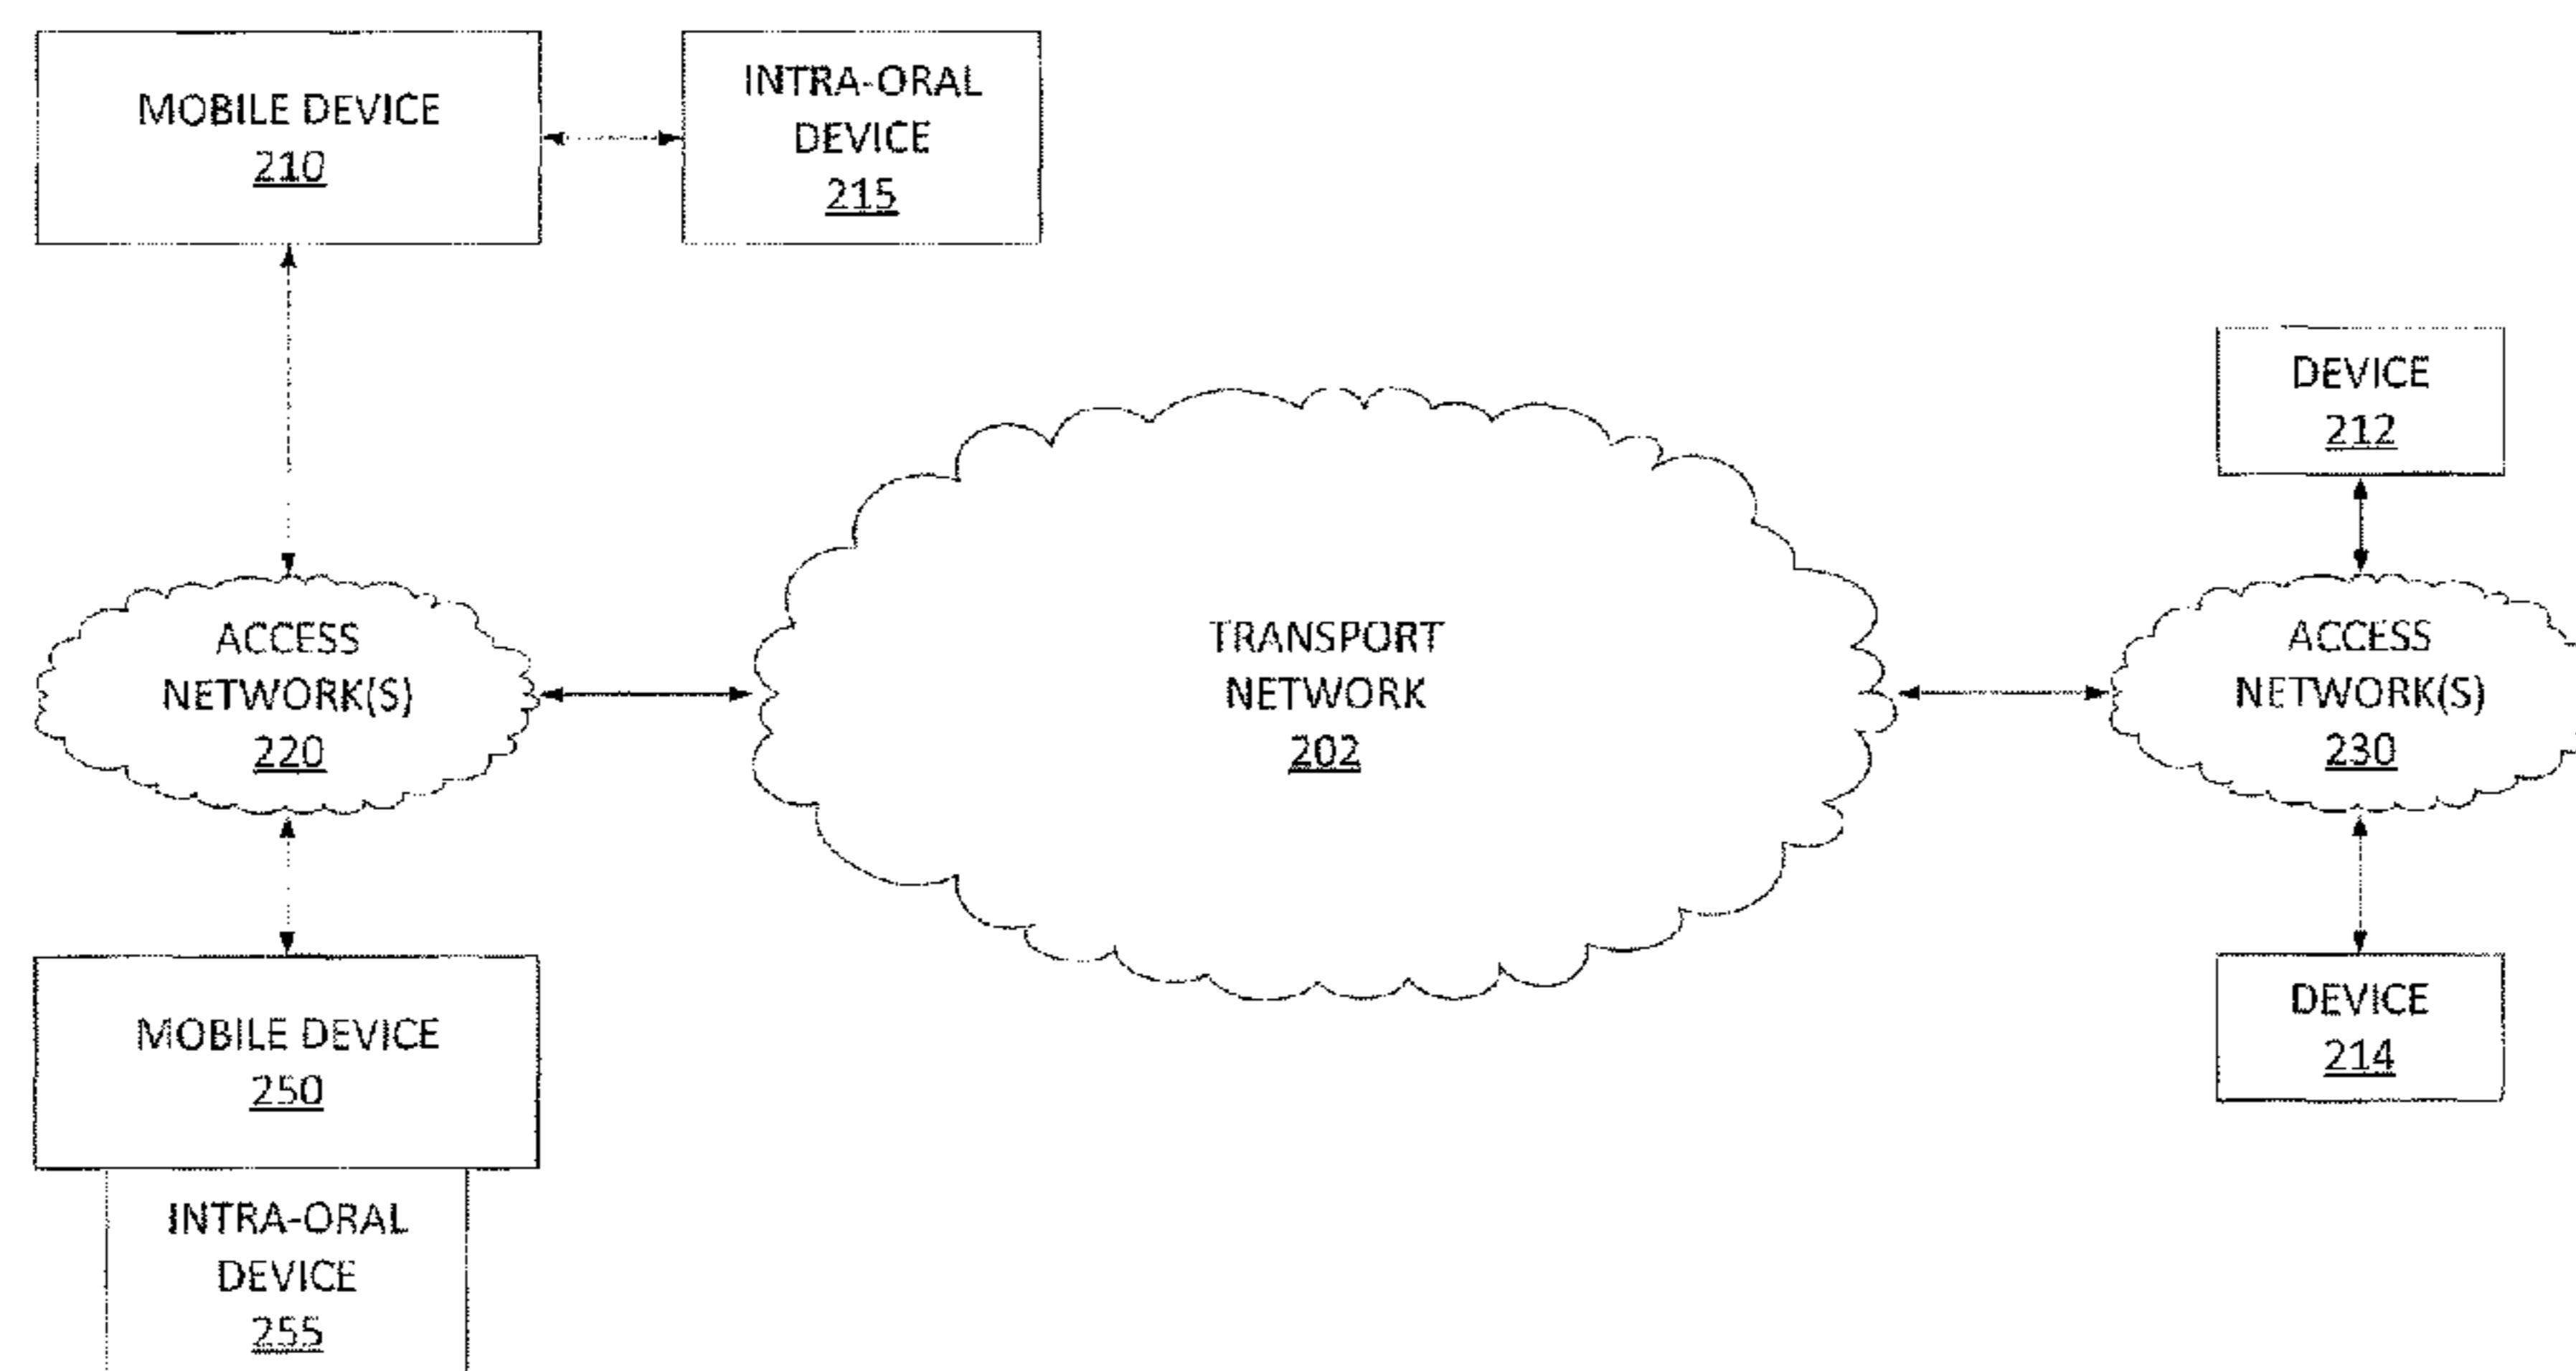 MOBILE DEVICE
210
INTRA-ORAL
DEVICE
215
DEVICE
212
ACCESS
NETWORK(S)
220
TRANSPORT
NETWORK
202
ACCESS
NETWORK(S)
230
MOBILE DEVICE
250
DEVICE
214
INTRA-ORAL
DEVICE
255